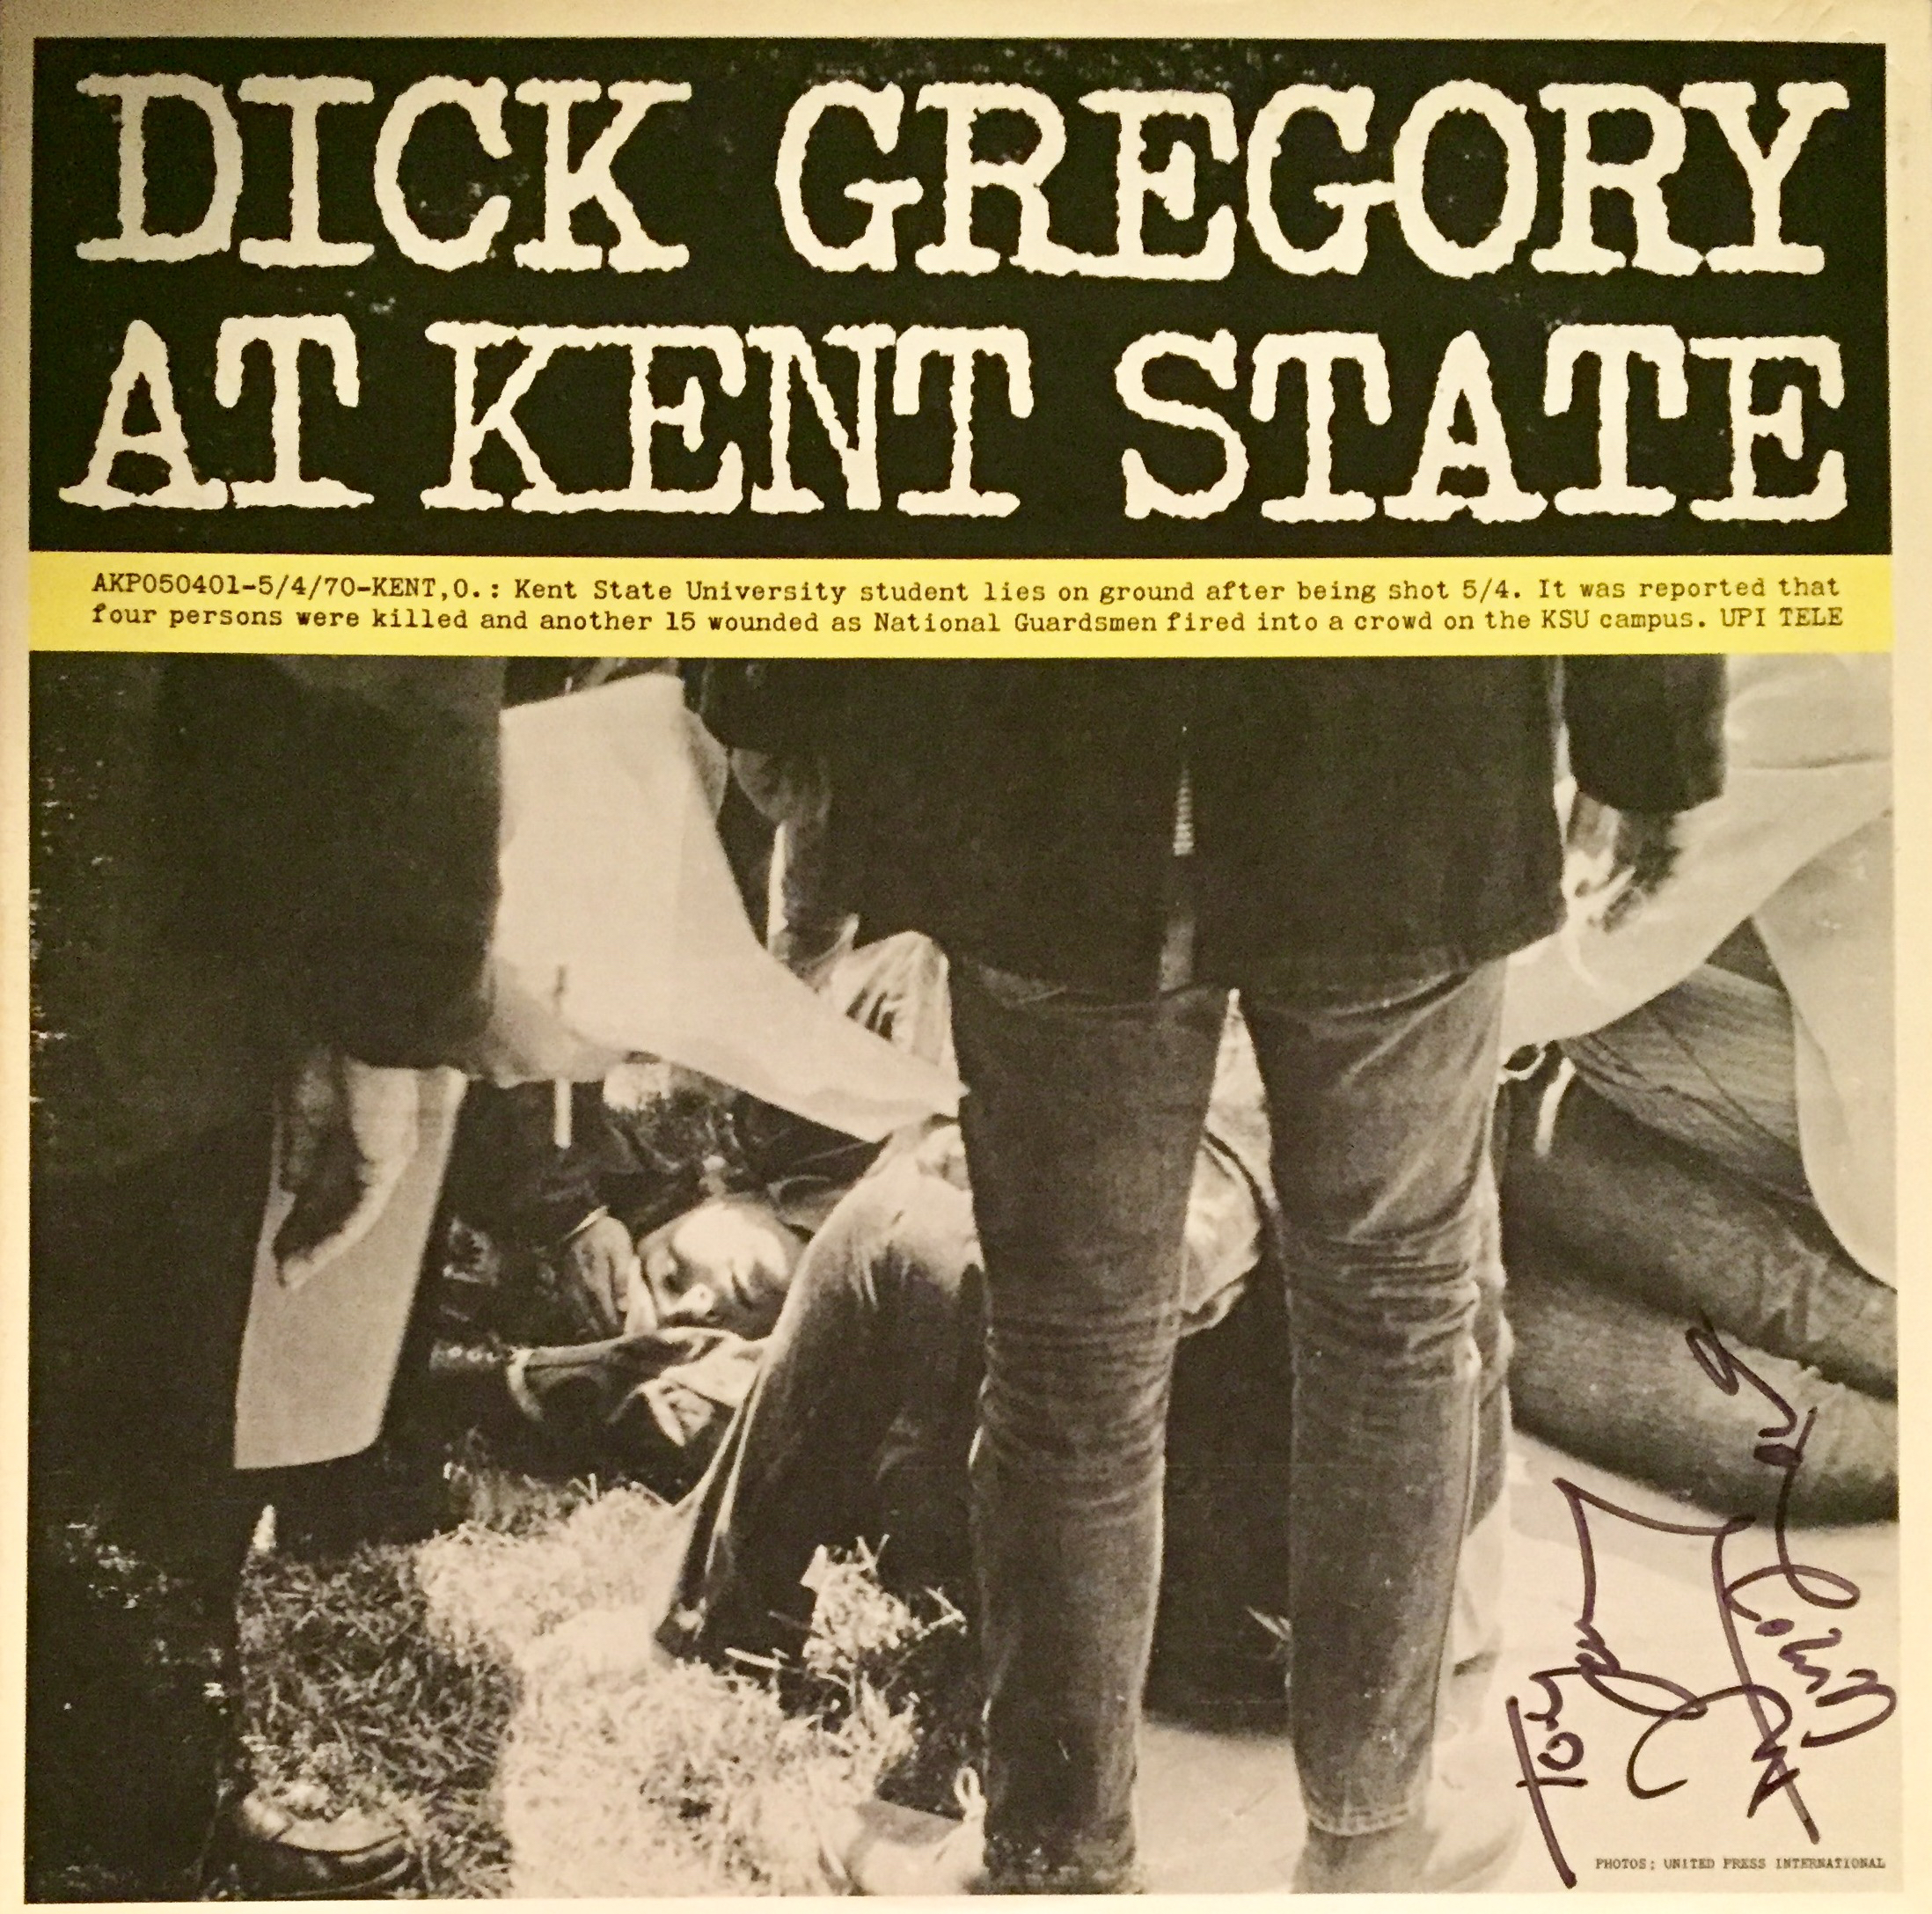 DICK GREGORY
AT KENT STATE
AKP050401-5/4/70-KENT,O.: Kent State University student lies on ground after being shot 5/4. It was reported that
four persons were killed and another 15 wounded as National Guardsmen fired into a crowd on the KSU campus. UPI TELE
PHOTOS: UNITED PRESS INTERNATIONAL